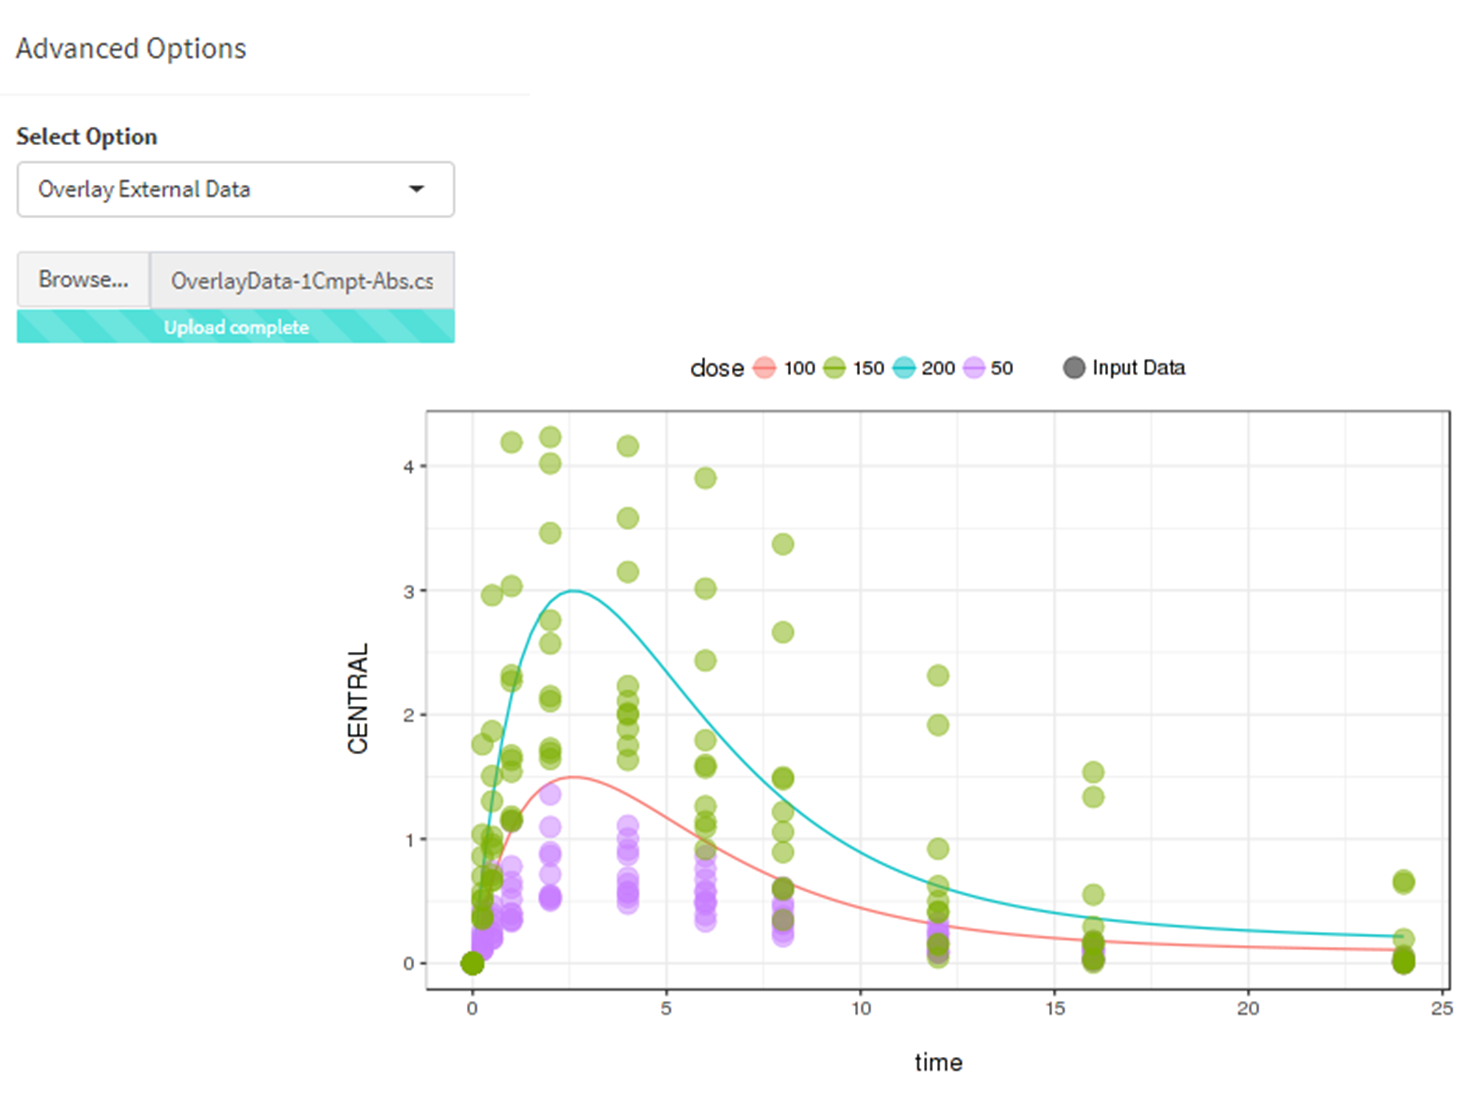 Advanced Options
Select Option
Overlay External Data
Browse... OverlayData-1Cmpt-Abs.cs
Upload complete
dose 100 150 200 50 Input Data
4
3
2
1
0
CENTRAL
0 5 10 15 20 25
time